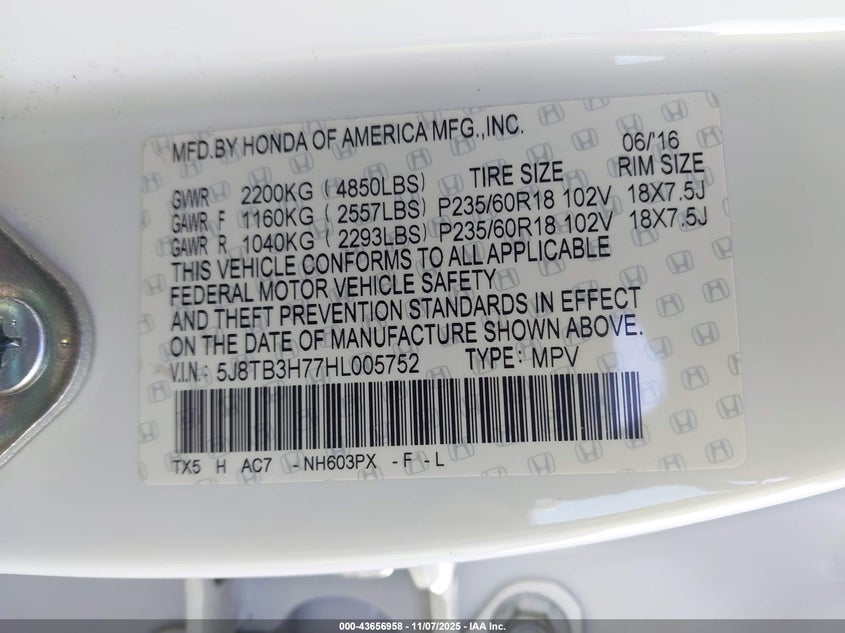 MFD.BY HONDA OF AMERICA MFG.,INC. 06/'16
GVWR 2200KG ( 4850LBS) TIRE SIZE RIM SIZE
GAWR F 1160KG ( 2557LBS) P235/60R18 102V 18X7.5J
GAWR R 1040KG ( 2293LBS) P235/60R18 102V 18X7.5J
THIS VEHICLE CONFORMS TO ALL APPLICABLE
FEDERAL MOTOR VEHICLE SAFETY
AND THEFT PREVENTION STANDARDS IN EFFECT
ON THE DATE OF MANUFACTURE SHOWN ABOVE.
V.I.N.: 5J8TB3H77HL005752 TYPE: MPV
TX5 H AC7 - NH603PX - F - L
000-43656958 - 11/07/2025 - IAA Inc.